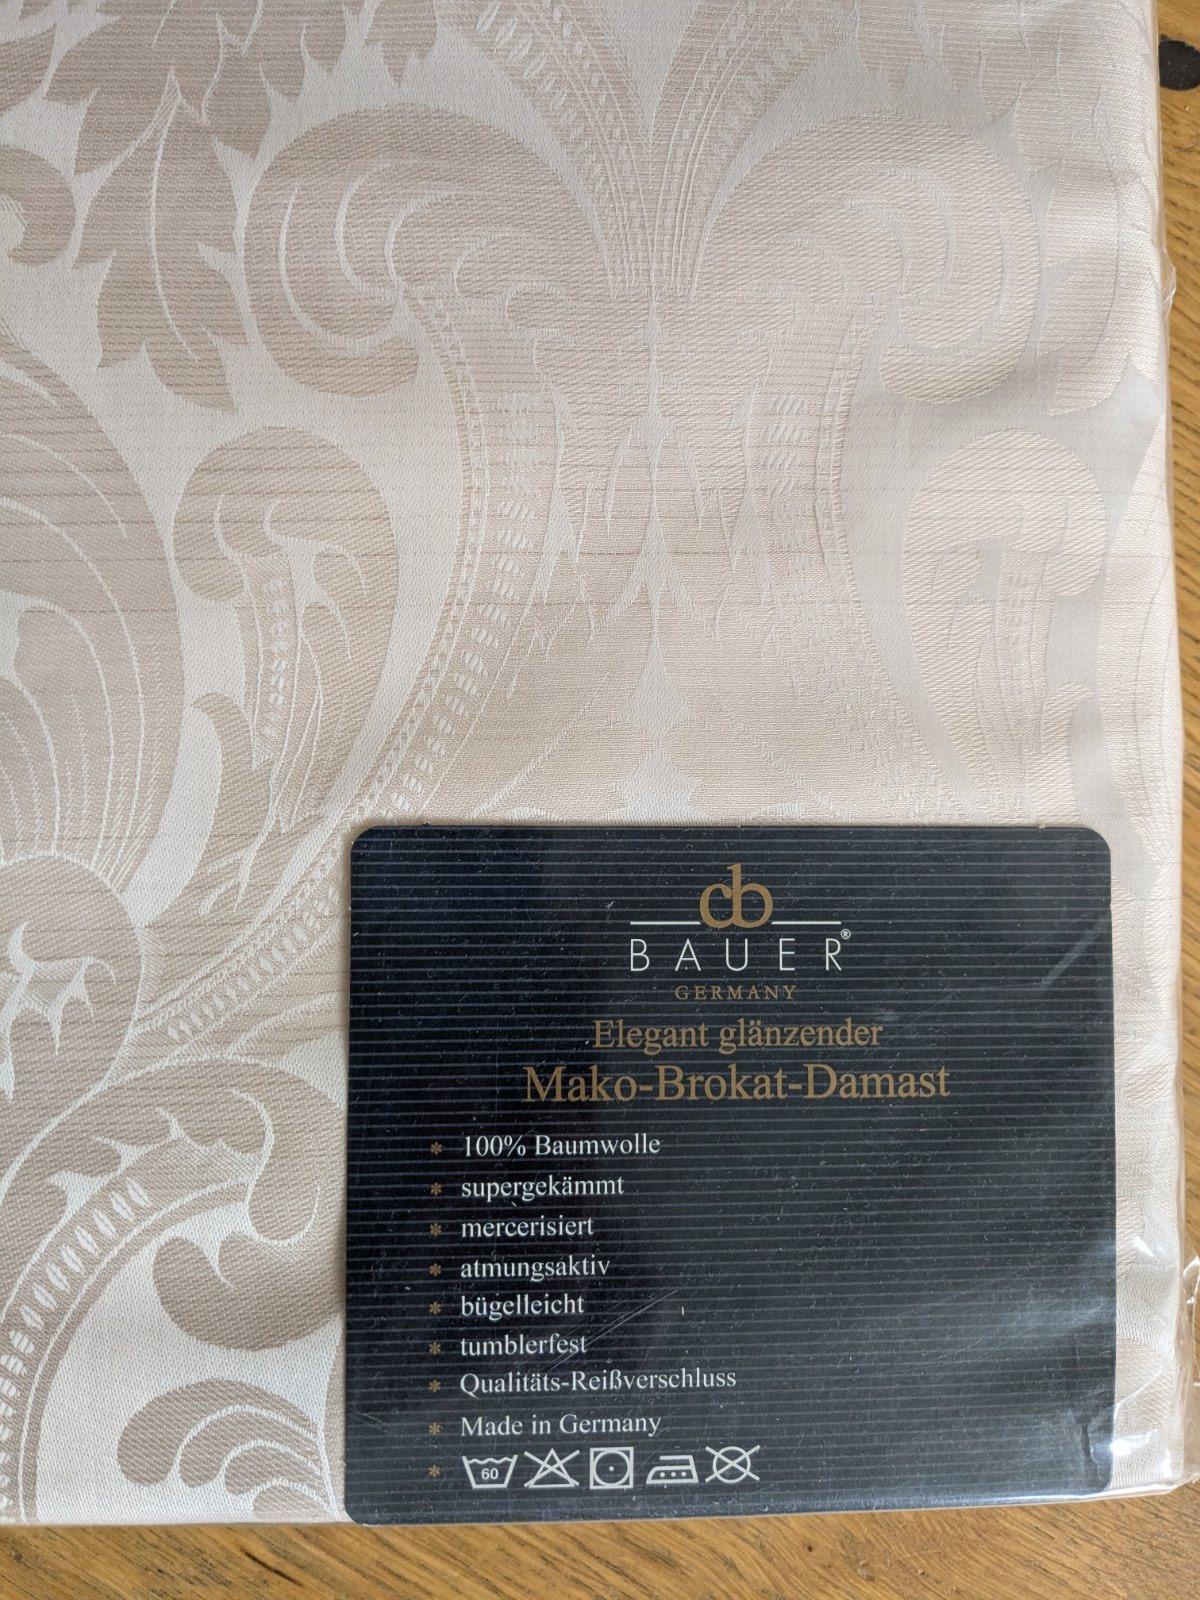 cb
BAUER®
GERMANY
Elegant glänzender
Mako-Brokat-Damast
* 100% Baumwolle
* supergekämmt
* mercerisiert
* atmungsaktiv
* bügelleicht
* tumblerfest
* Qualitäts-Reißverschluss
* Made in Germany
* 60